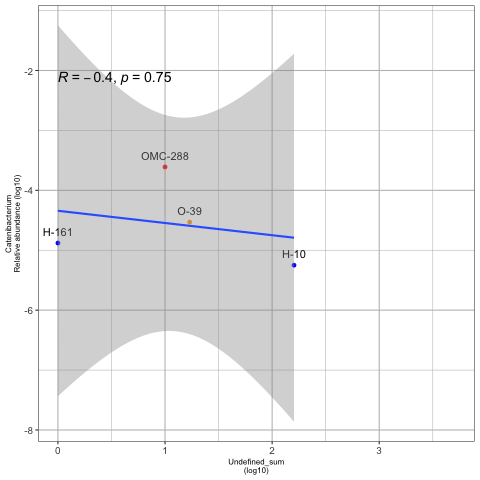 R = −0.4, p = 0.75
OMC-288
O-39
H-161
H-10
-2
-4
-6
-8
0
1
2
3
Catenibacterium
Relative abundance (log10)
Undefined_sum
(log10)